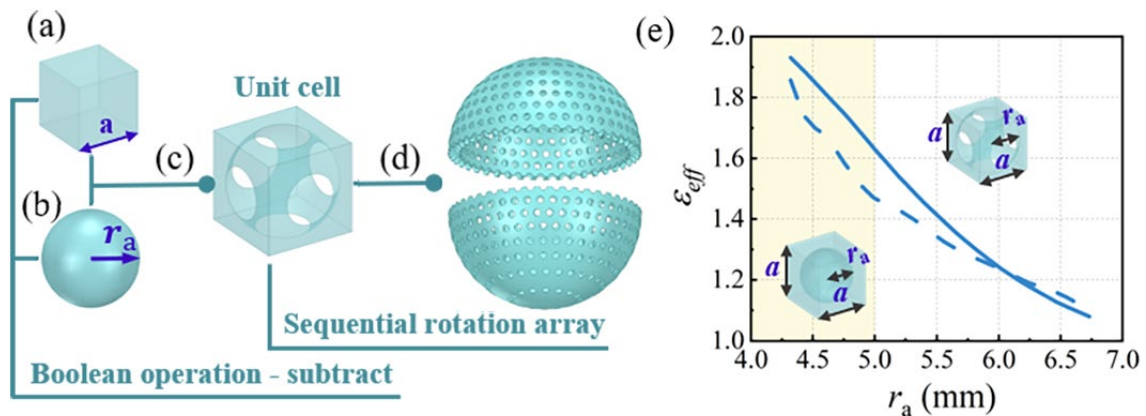 (a)
a
(b)
r_a
(c)
Unit cell
(d)
Sequential rotation array
Boolean operation - subtract
(e)
2.0
1.8
1.6
1.4
1.2
1.0
ε_eff
4.0 4.5 5.0 5.5 6.0 6.5 7.0
r_a (mm)
a
r_a
a
a
r_a
a